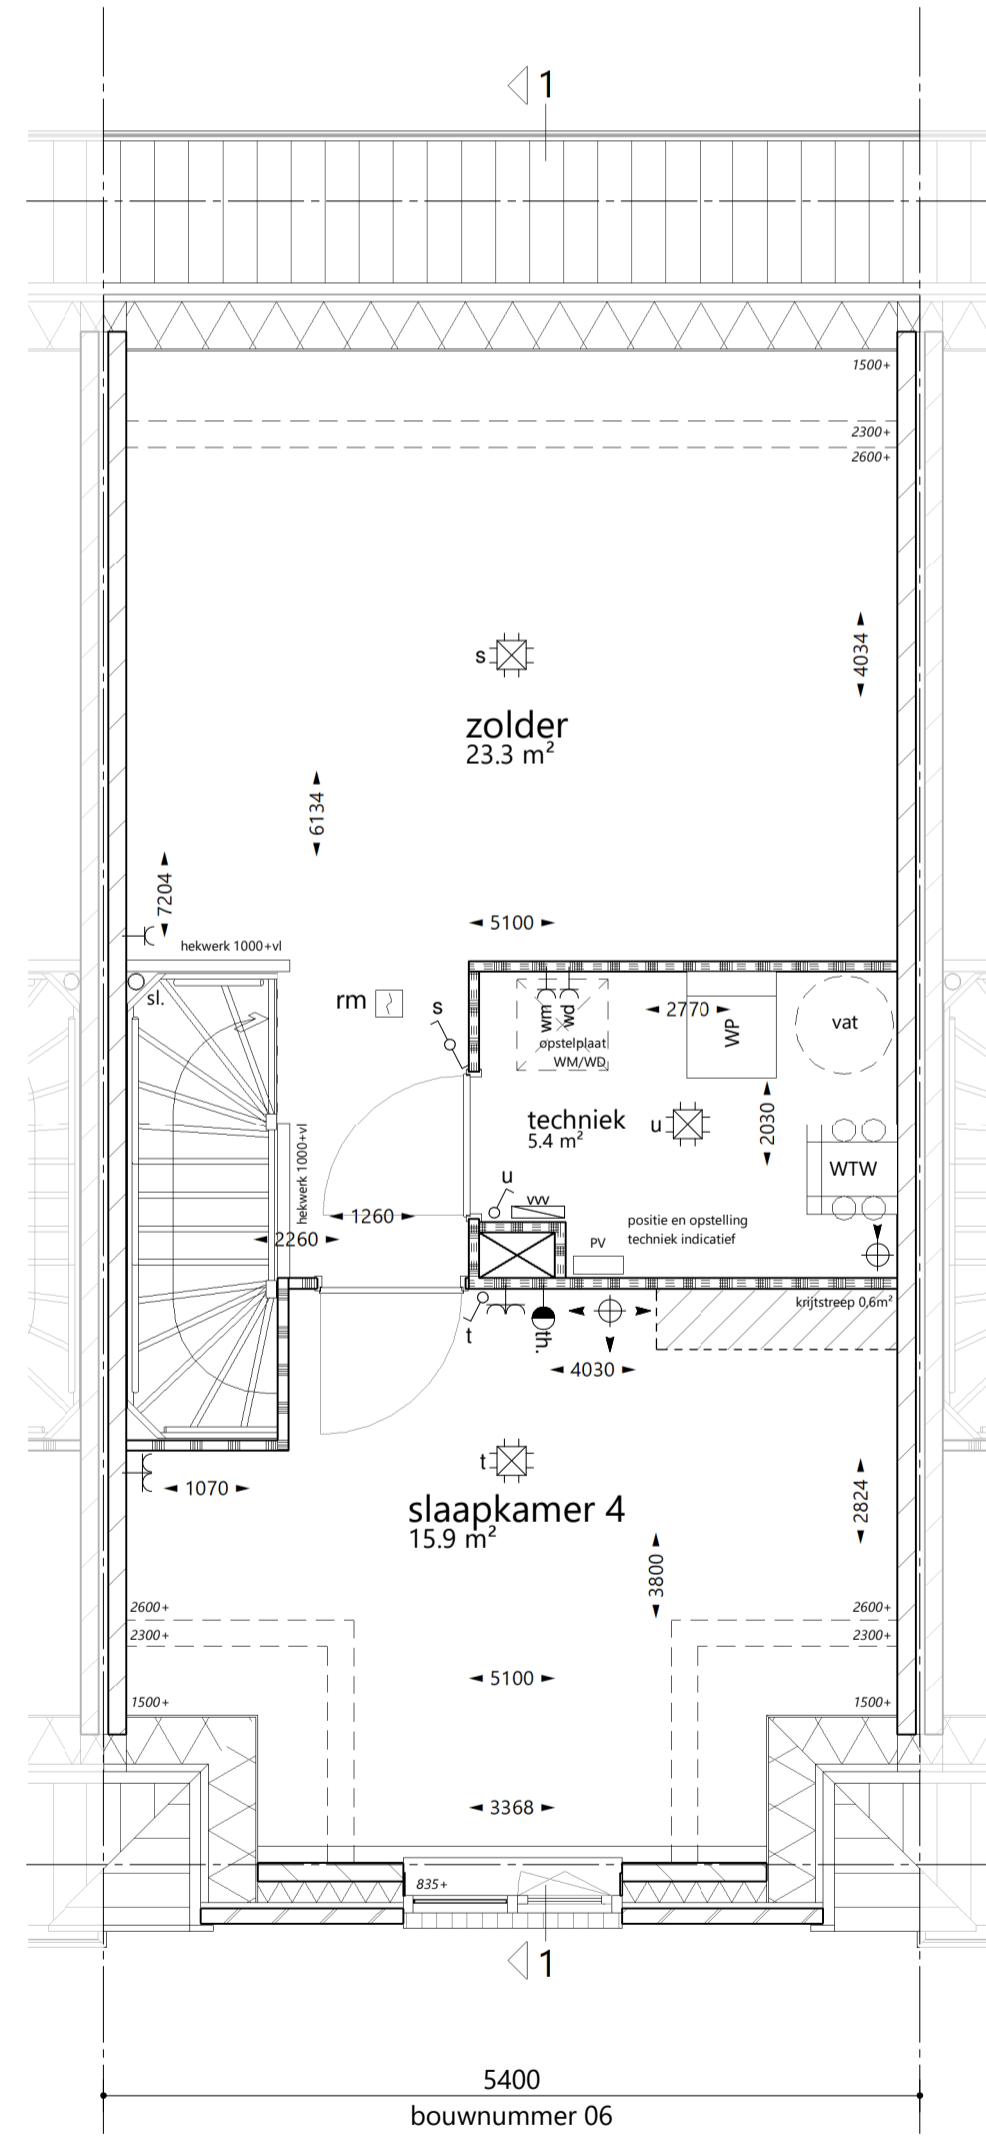 1
1500+
2300+
2600+
4034
s
zolder
23.3 m²
6134
7204
5100
hekwerk 1000+vl
sl.
rm
s
wm
wd
opstelplaat
WM/WD
2770
WP
vat
techniek
5.4 m²
u
2030
WTW
hekwerk 1000+vl
u
vvv
1260
2260
positie en opstelling
techniek indicatief
PV
krijtstreep 0,6m²
t
th.
4030
t
1070
slaapkamer 4
15.9 m²
2824
3800
2600+
2300+
2600+
2300+
5100
1500+
1500+
3368
835+
1
5400
bouwnummer 06